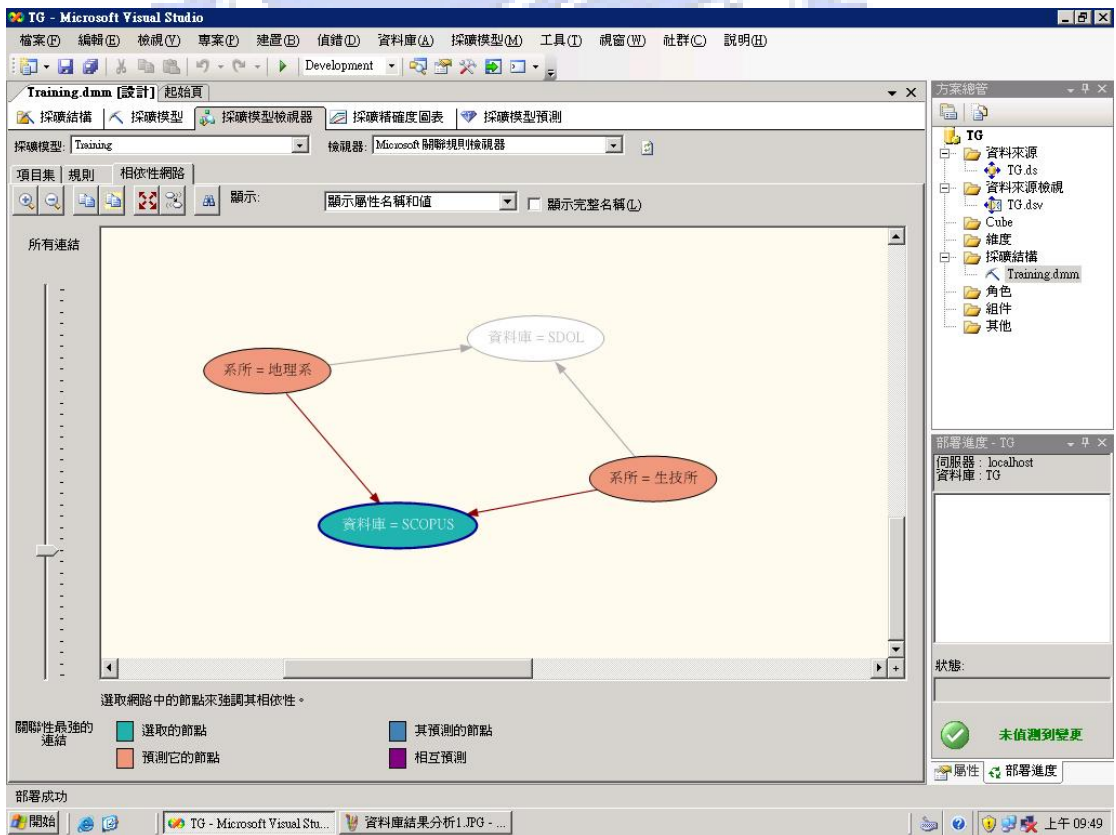 TG - Microsoft Visual Studio
檔案(F) 編輯(E) 檢視(V) 專案(P) 建置(B) 偵錯(D) 資料庫(A) 採礦模型(M) 工具(T) 視窗(W) 社群(C) 說明(H)
Development
Training.dmm [設計] 起始頁
採礦結構 採礦模型 採礦模型檢視器 採礦精確度圖表 採礦模型預測
採礦模型: Training 檢視器: Microsoft 關聯規則檢視器
項目集 規則 相依性網路
顯示: 顯示屬性名稱和值 顯示完整名稱(L)
所有連結
資料庫 = SDOL
系所 = 地理系
系所 = 生技所
資料庫 = SCOPUS
選取網路中的節點來強調其相依性。
關聯性最強的
連結
選取的節點
其預測的節點
預測它的節點
相互預測
方案總管
TG
資料來源
TG.ds
資料來源檢視
TG.dsv
Cube
維度
採礦結構
Training.dmm
角色
組件
其他
部署進度 - TG
伺服器 : localhost
資料庫 : TG
狀態:
未偵測到變更
屬性 部署進度
部署成功
開始 TG - Microsoft Visual Stu... 資料庫結果分析1.JPG - ... 上午 09:49